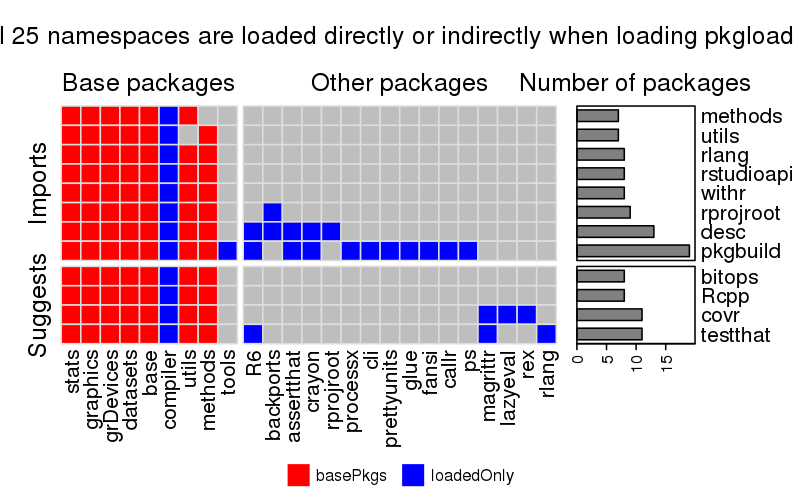 l 25 namespaces are loaded directly or indirectly when loading pkgload
Base packages
Other packages
Number of packages
Imports
Suggests
methods
utils
rlang
rstudioapi
withr
rprojroot
desc
pkgbuild
bitops
Rcpp
covr
testthat
0
5
10
15
stats
graphics
grDevices
datasets
base
compiler
utils
methods
tools
R6
backports
assertthat
crayon
rprojroot
processx
cli
prettyunits
glue
fansi
callr
ps
magrittr
lazyeval
rex
rlang
basePkgs
loadedOnly